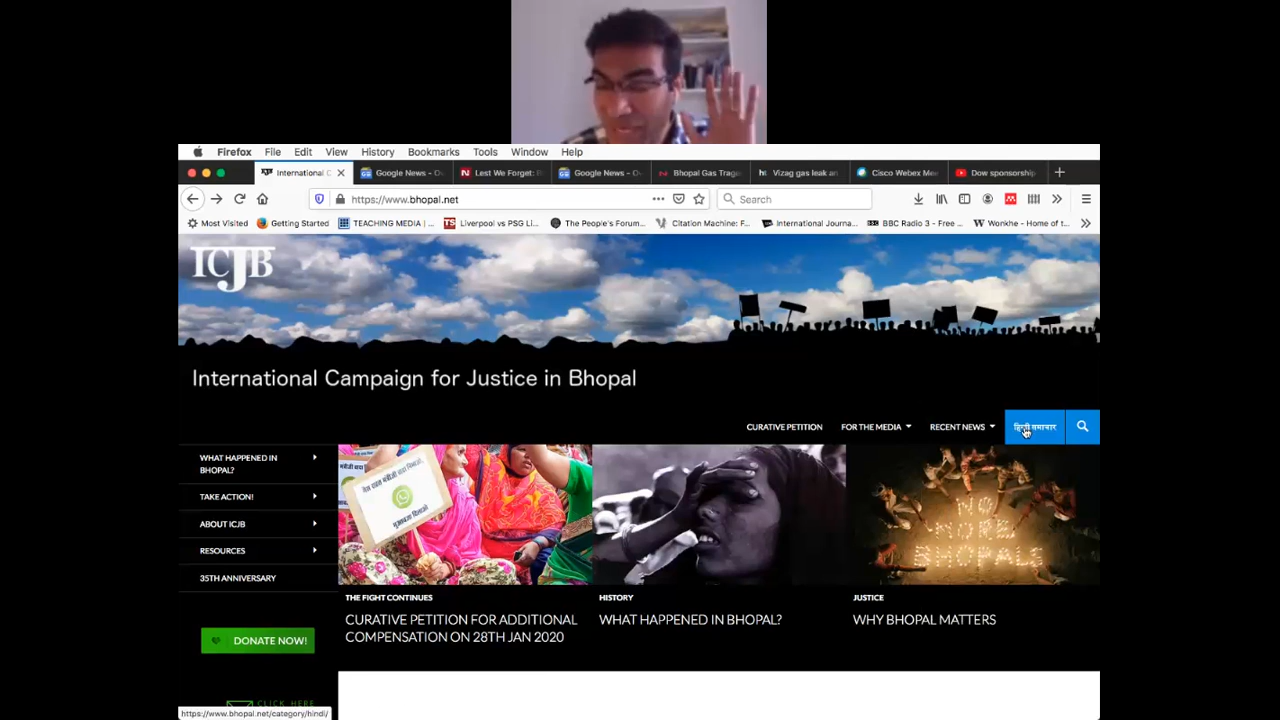 Firefox File Edit View History Bookmarks Tools Window Help
International C
Google News - Ov
Lest We Forget: R
Google News - Ov
Bhopal Gas Trage
Vizag gas leak an
Cisco Webex Mee
Dow sponsorship
https://www.bhopal.net
Search
Most Visited
Getting Started
TEACHING MEDIA | ...
Liverpool vs PSG Li...
The People's Forum...
Citation Machine: F...
International Journa...
BBC Radio 3 - Free ...
Wonkhe - Home of t...
ICJB
International Campaign for Justice in Bhopal
CURATIVE PETITION
FOR THE MEDIA
RECENT NEWS
हिन्दी समाचार
WHAT HAPPENED IN
BHOPAL?
TAKE ACTION!
ABOUT ICJB
RESOURCES
35TH ANNIVERSARY
DONATE NOW!
CLICK HERE
NO
MORE
BHOPALS
THE FIGHT CONTINUES
CURATIVE PETITION FOR ADDITIONAL
COMPENSATION ON 28TH JAN 2020
HISTORY
WHAT HAPPENED IN BHOPAL?
JUSTICE
WHY BHOPAL MATTERS
https://www.bhopal.net/category/hindi/